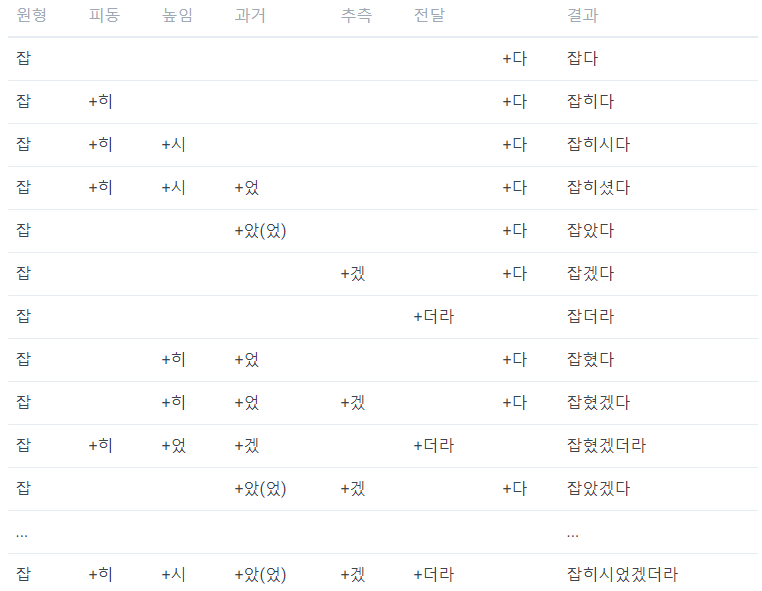 원형 피동 높임 과거 추측 전달 결과
잡 +다 잡다
잡 +히 +다 잡히다
잡 +히 +시 +다 잡히시다
잡 +히 +시 +었 +다 잡히셨다
잡 +았(었) +다 잡았다
잡 +겠 +다 잡겠다
잡 +더라 잡더라
잡 +히 +었 +다 잡혔다
잡 +히 +었 +겠 +다 잡혔겠다
잡 +히 +었 +겠 +더라 잡혔겠더라
잡 +았(었) +겠 +다 잡았겠다
... ...
잡 +히 +시 +았(었) +겠 +더라 잡히시었겠더라